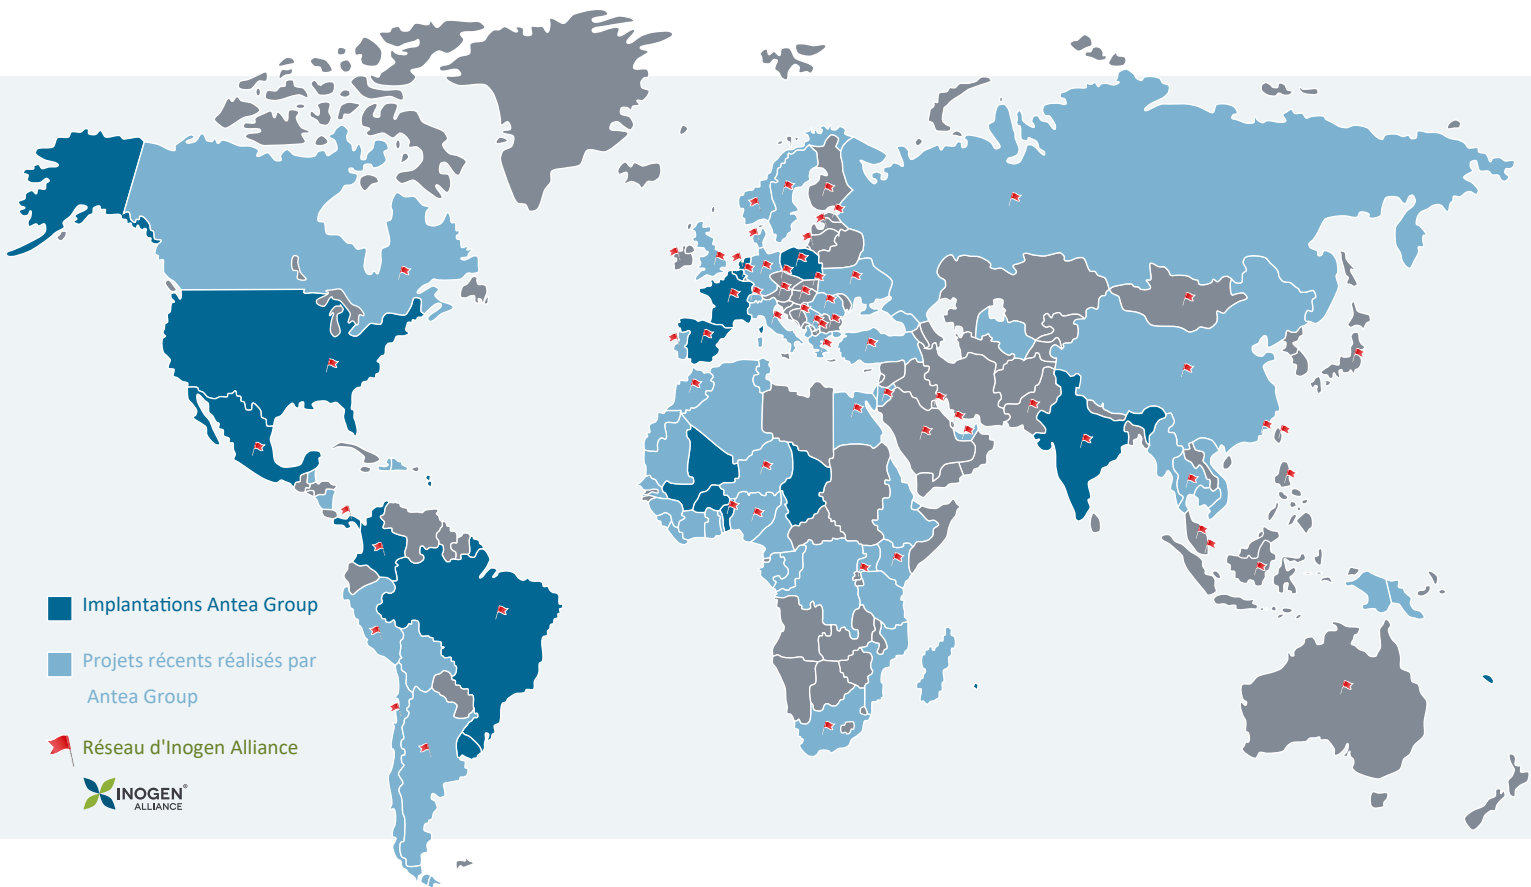 Implantations Antea Group
Projets récents réalisés par
Antea Group
Réseau d'Inogen Alliance
INOGEN®
ALLIANCE